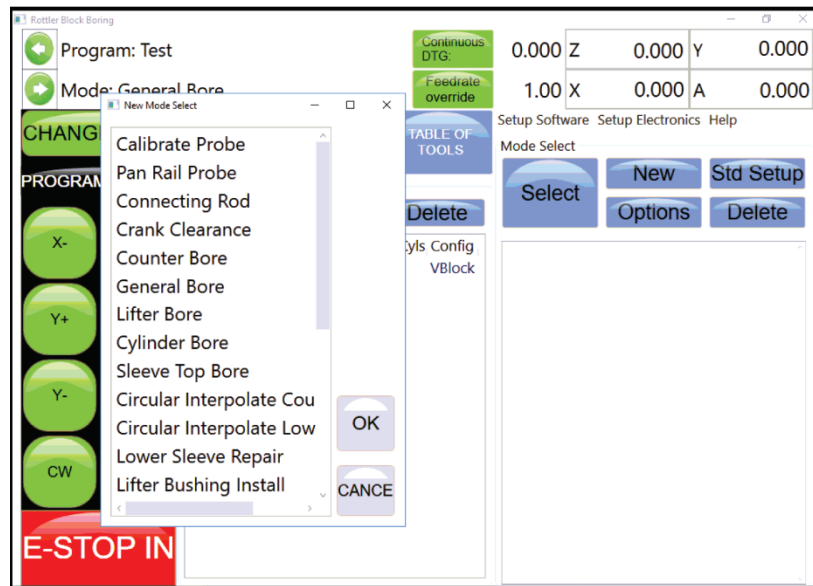 Rottler Block Boring
Program: Test
Continuous DTG:
0.000 Z 0.000 Y 0.000
Mode: General Bore
Feedrate override
1.00 X 0.000 A 0.000
New Mode Select
CHANG
TABLE OF TOOLS
Setup Software Setup Electronics Help
Mode Select
Select
New
Std Setup
Options
Delete
PROGRAM
Delete
Cyls Config
VBlock
X-
Y+
Y-
CW
E-STOP IN
Calibrate Probe
Pan Rail Probe
Connecting Rod
Crank Clearance
Counter Bore
General Bore
Lifter Bore
Cylinder Bore
Sleeve Top Bore
Circular Interpolate Cou
Circular Interpolate Low
Lower Sleeve Repair
Lifter Bushing Install
OK
CANCE